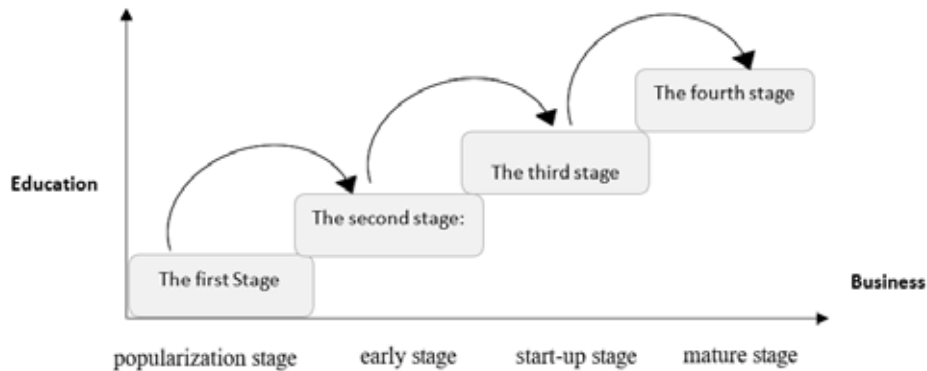 The fourth stage
The third stage
Education
The second stage:
The first Stage
Business
popularization stage early stage start-up stage mature stage